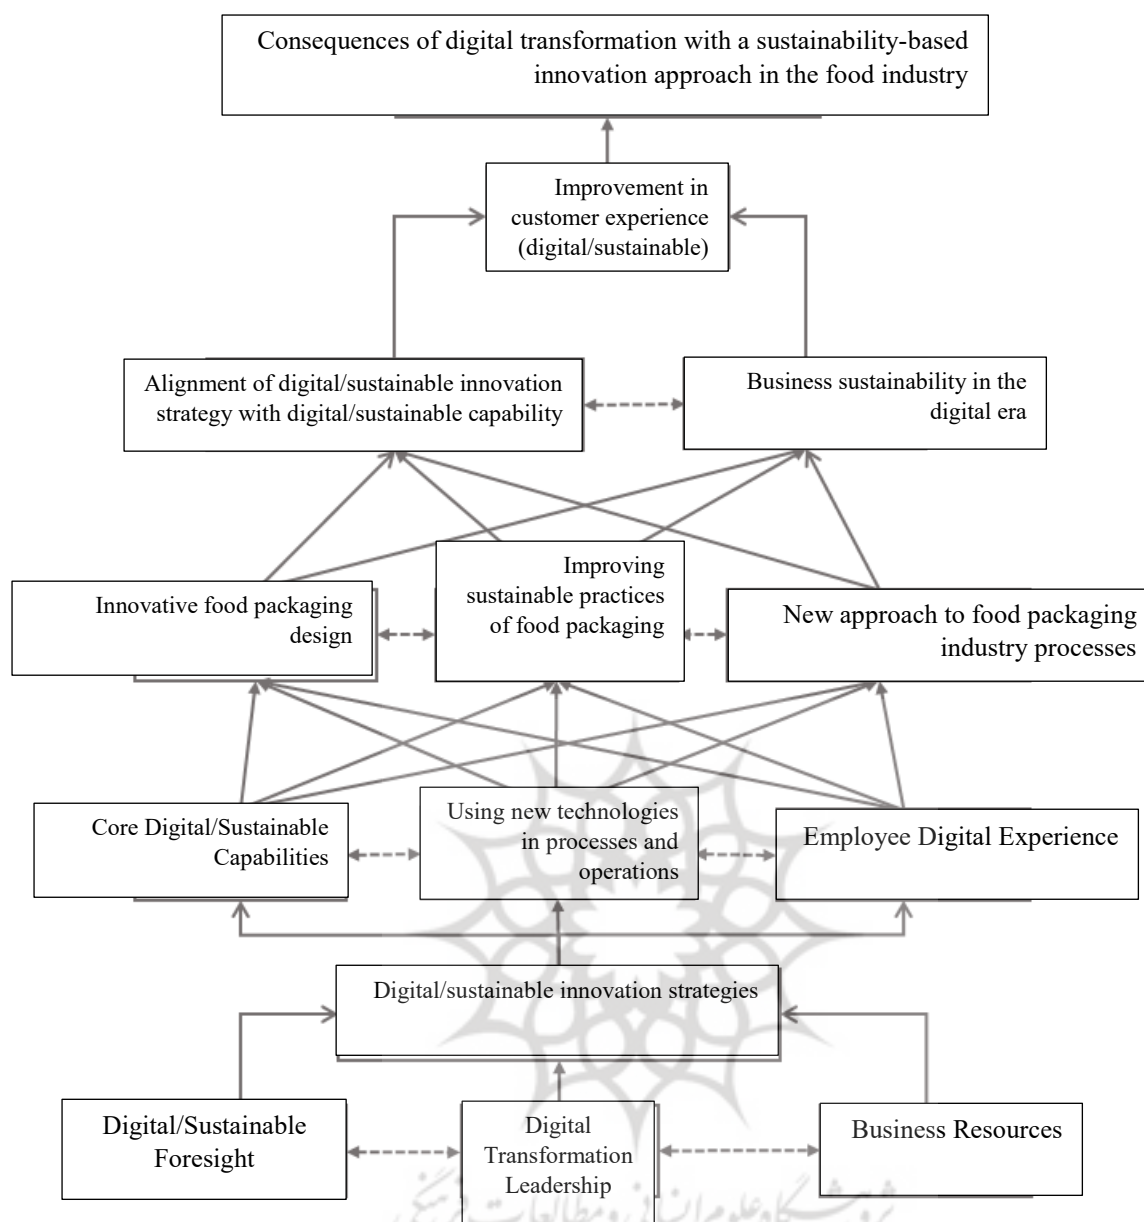 Consequences of digital transformation with a sustainability-based
innovation approach in the food industry
Improvement in
customer experience
(digital/sustainable)
Alignment of digital/sustainable innovation
strategy with digital/sustainable capability
Business sustainability in the
digital era
Innovative food packaging
design
Improving
sustainable practices
of food packaging
New approach to food packaging
industry processes
Core Digital/Sustainable
Capabilities
Using new technologies
in processes and
operations
Employee Digital Experience
Digital/sustainable innovation strategies
Digital/Sustainable
Foresight
Digital
Transformation
Leadership
Business Resources